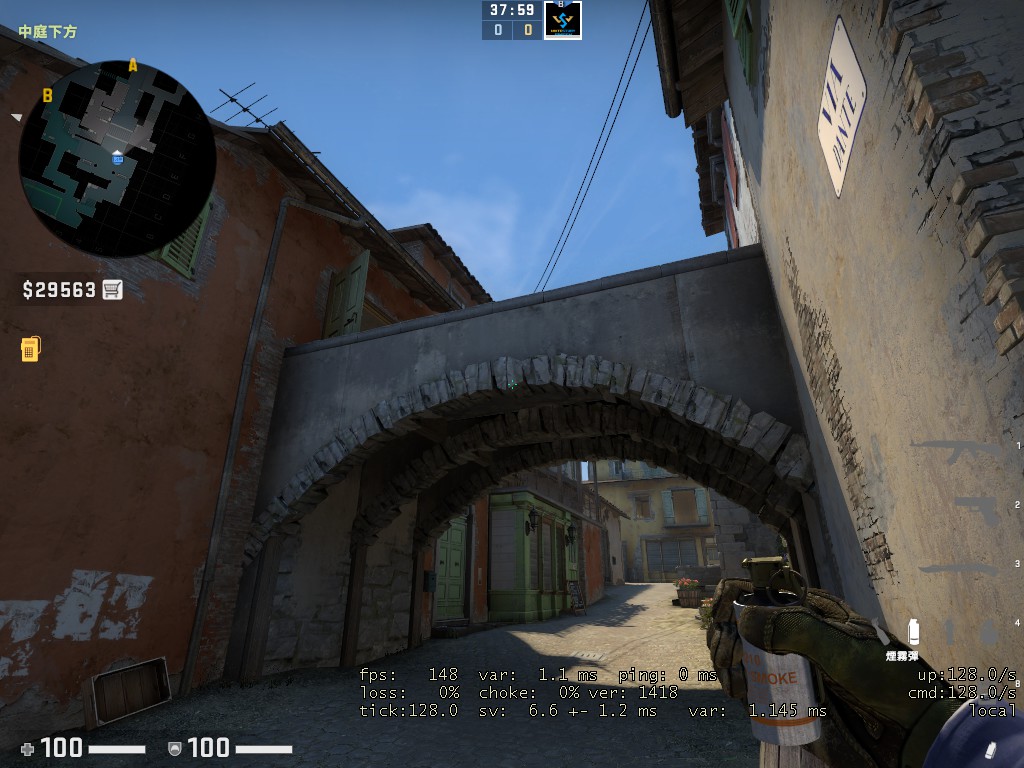 中庭下方
37:59
0 0
A
B
VIA
DANTE
$29563
1
2
3
4
煙霧彈
SMOKE
fps: 148 var: 1.1 ms ping: 0 ms
loss: 0% choke: 0% ver: 1418
tick:128.0 sv: 6.6 +- 1.2 ms var: 1.145 ms
up:128.0/s
cmd:128.0/s
local
100
100